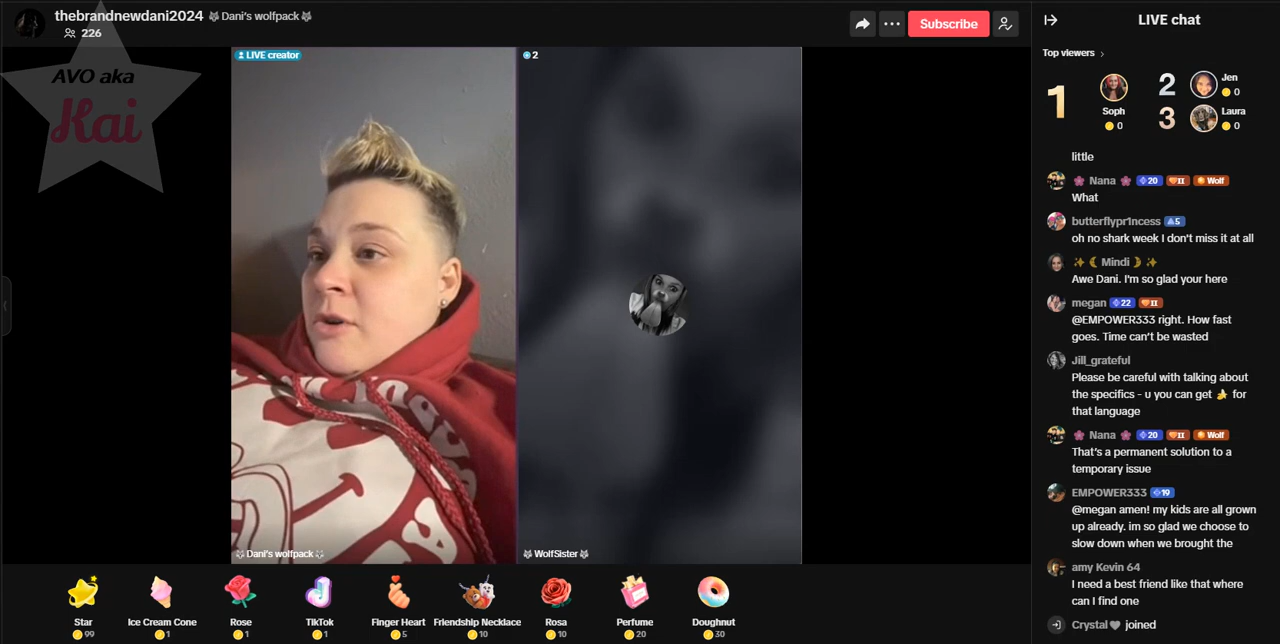 thebrandnewdani2024 🐺 Dani's wolfpack 🐺
226
Subscribe
AVO aka
Kai
LIVE creator
2
🐺 Dani's wolfpack 🐺
🐺 WolfSister 🐺
Star
99
Ice Cream Cone
1
Rose
1
TikTok
1
Finger Heart
5
Friendship Necklace
10
Rosa
10
Perfume
20
Doughnut
30
LIVE chat
Top viewers >
1
Soph
0
2
Jen
0
3
Laura
0
little
🌸 Nana 🌸 20 II Wolf
What
butterflypr1ncess 5
oh no shark week I don't miss it at all
✨ 🌜 Mindi 🌛 ✨
Awe Dani. I'm so glad your here
megan 22 II
@EMPOWER333 right. How fast
goes. Time can't be wasted
Jill_grateful
Please be careful with talking about
the specifics - u you can get 🍌 for
that language
🌸 Nana 🌸 20 II Wolf
That's a permanent solution to a
temporary issue
EMPOWER333 19
@megan amen! my kids are all grown
up already. im so glad we choose to
slow down when we brought the
amy Kevin 64
I need a best friend like that where
can I find one
Crystal🩶 joined